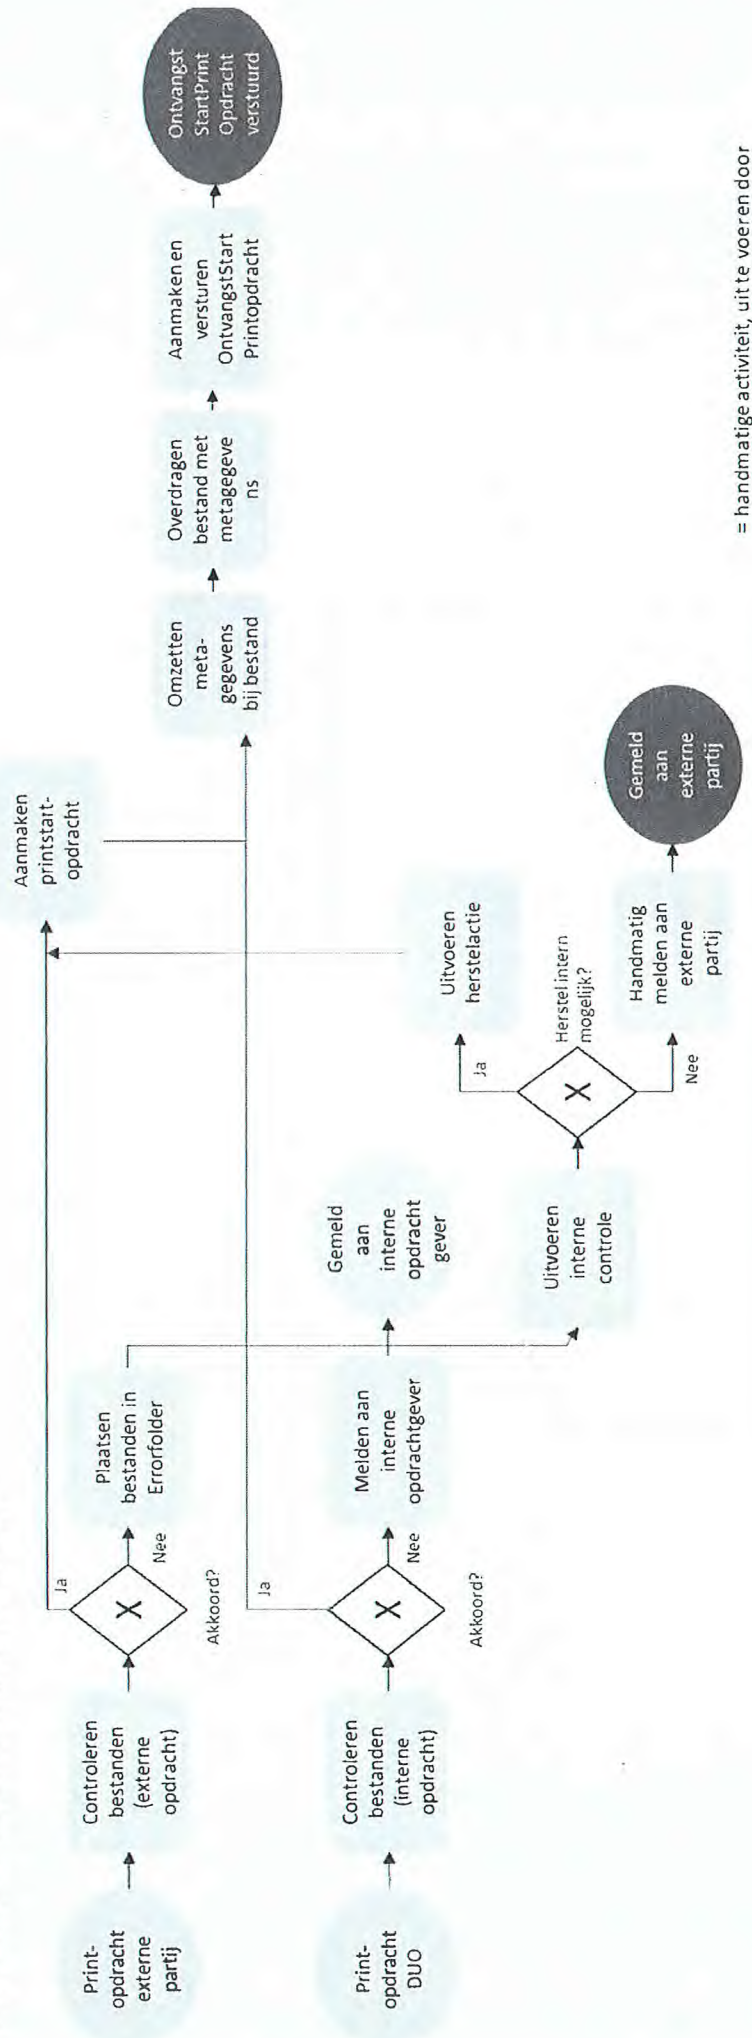 Print-
opdracht
externe
partij
Controleren
bestanden
(externe
opdracht)
X
Akkoord?
Ja
Nee
Plaatsen
bestanden in
Errorfolder
Aanmaken
printstart-
opdracht
Print-
opdracht
DUO
Controleren
bestanden
(interne
opdracht)
X
Akkoord?
Ja
Nee
Melden aan
interne
opdrachtgever
Gemeld
aan
interne
opdracht
gever
Omzetten
meta-
gegevens
bij bestand
Overdragen
bestand met
metagegeve
ns
Aanmaken en
versturen
OntvangstStart
Printopdracht
Ontvangst
StartPrint
Opdracht
verstuurd
Uitvoeren
interne
controle
X
Herstel intern
mogelijk?
Ja
Nee
Uitvoeren
herstelactie
Handmatig
melden aan
externe
partij
Gemeld
aan
externe
partij
= handmatige activiteit, uit te voeren door